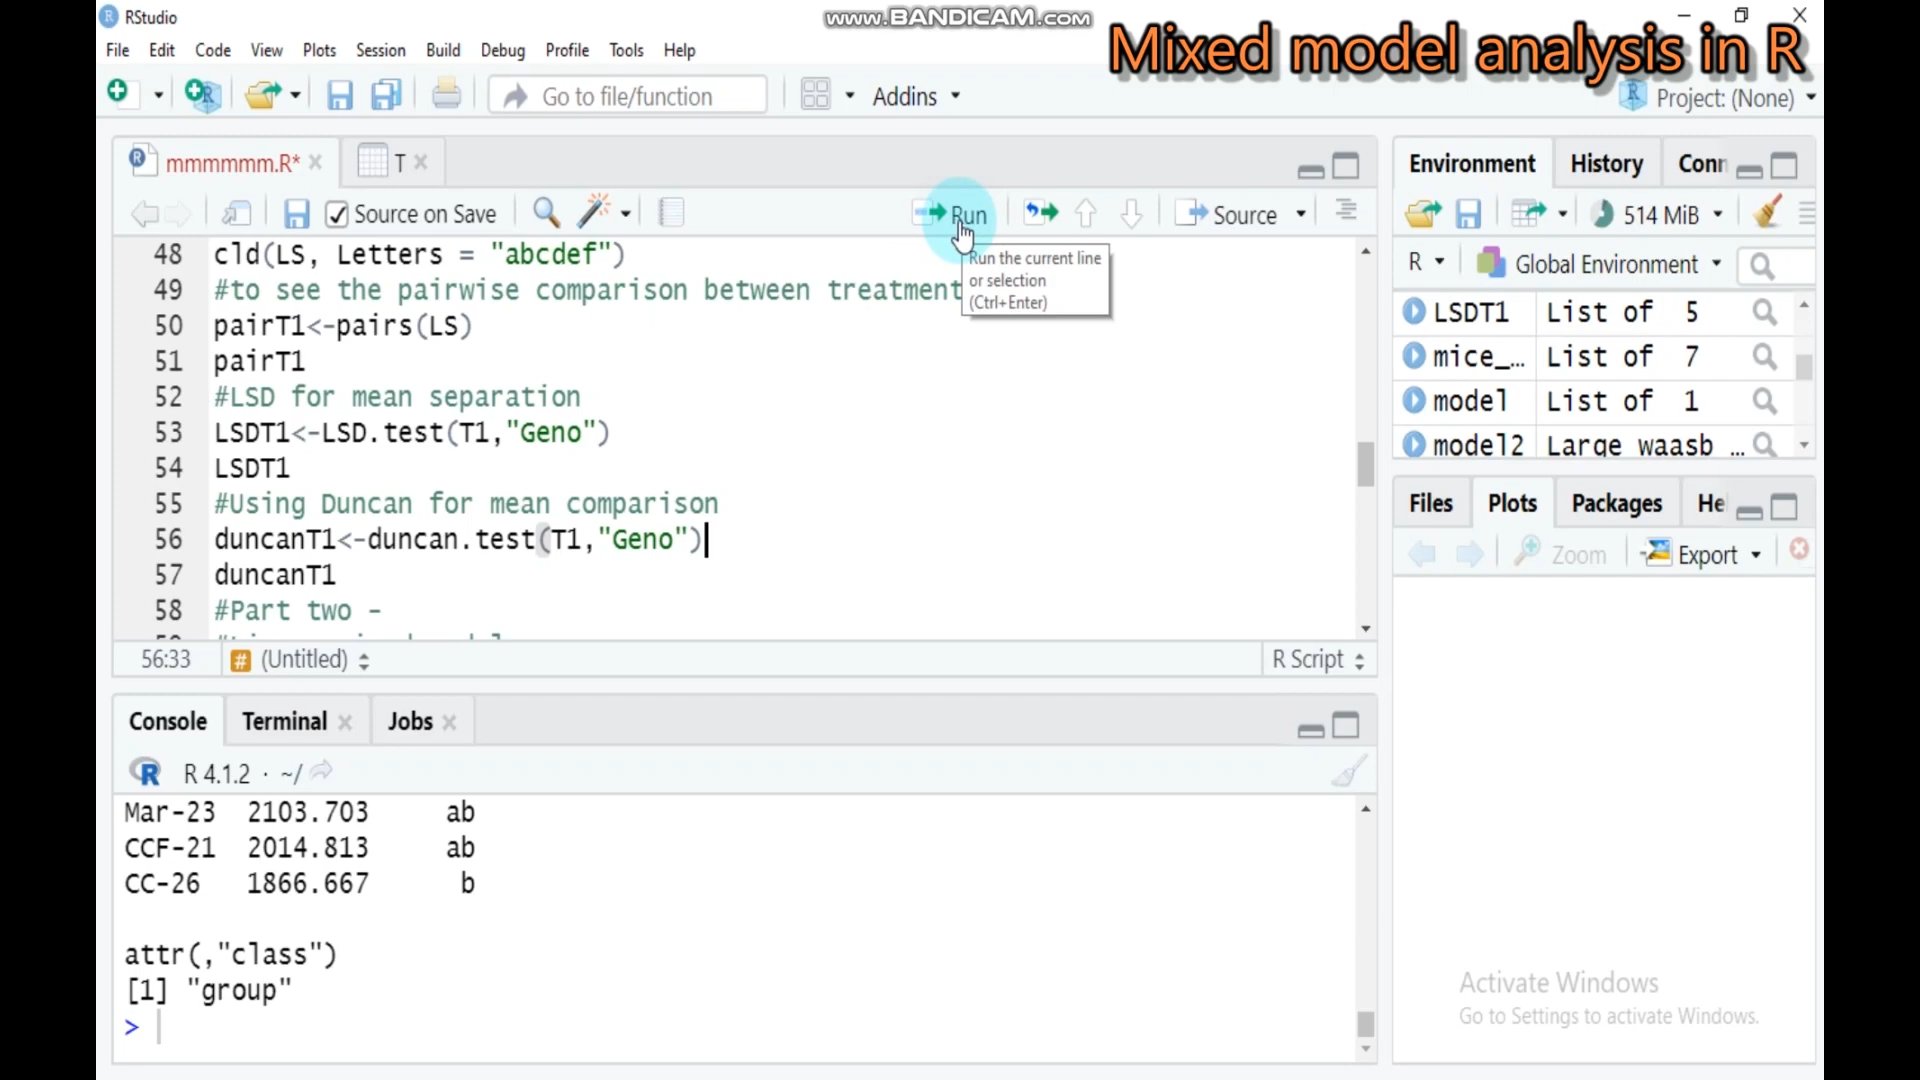 RStudio
www.BANDICAM.com
Mixed model analysis in R
File Edit Code View Plots Session Build Debug Profile Tools Help
Go to file/function
Addins
Project: (None)
mmmmmm.R*
T
Source on Save
Run
Source
Run the current line
or selection
(Ctrl+Enter)
48 cld(LS, Letters = "abcdef")
49 #to see the pairwise comparison between treatment
50 pairT1<-pairs(LS)
51 pairT1
52 #LSD for mean separation
53 LSDT1<-LSD.test(T1,"Geno")
54 LSDT1
55 #Using Duncan for mean comparison
56 duncanT1<-duncan.test(T1,"Geno")
57 duncanT1
58 #Part two -
56:33 (Untitled) R Script
Console Terminal Jobs
R 4.1.2 · ~/
Mar-23 2103.703 ab
CCF-21 2014.813 ab
CC-26 1866.667 b
attr(,"class")
[1] "group"
>
Environment History Conn
514 MiB
R Global Environment
LSDT1 List of 5
mice_… List of 7
model List of 1
model2 Large waasb …
Files Plots Packages He
Zoom Export
Activate Windows
Go to Settings to activate Windows.